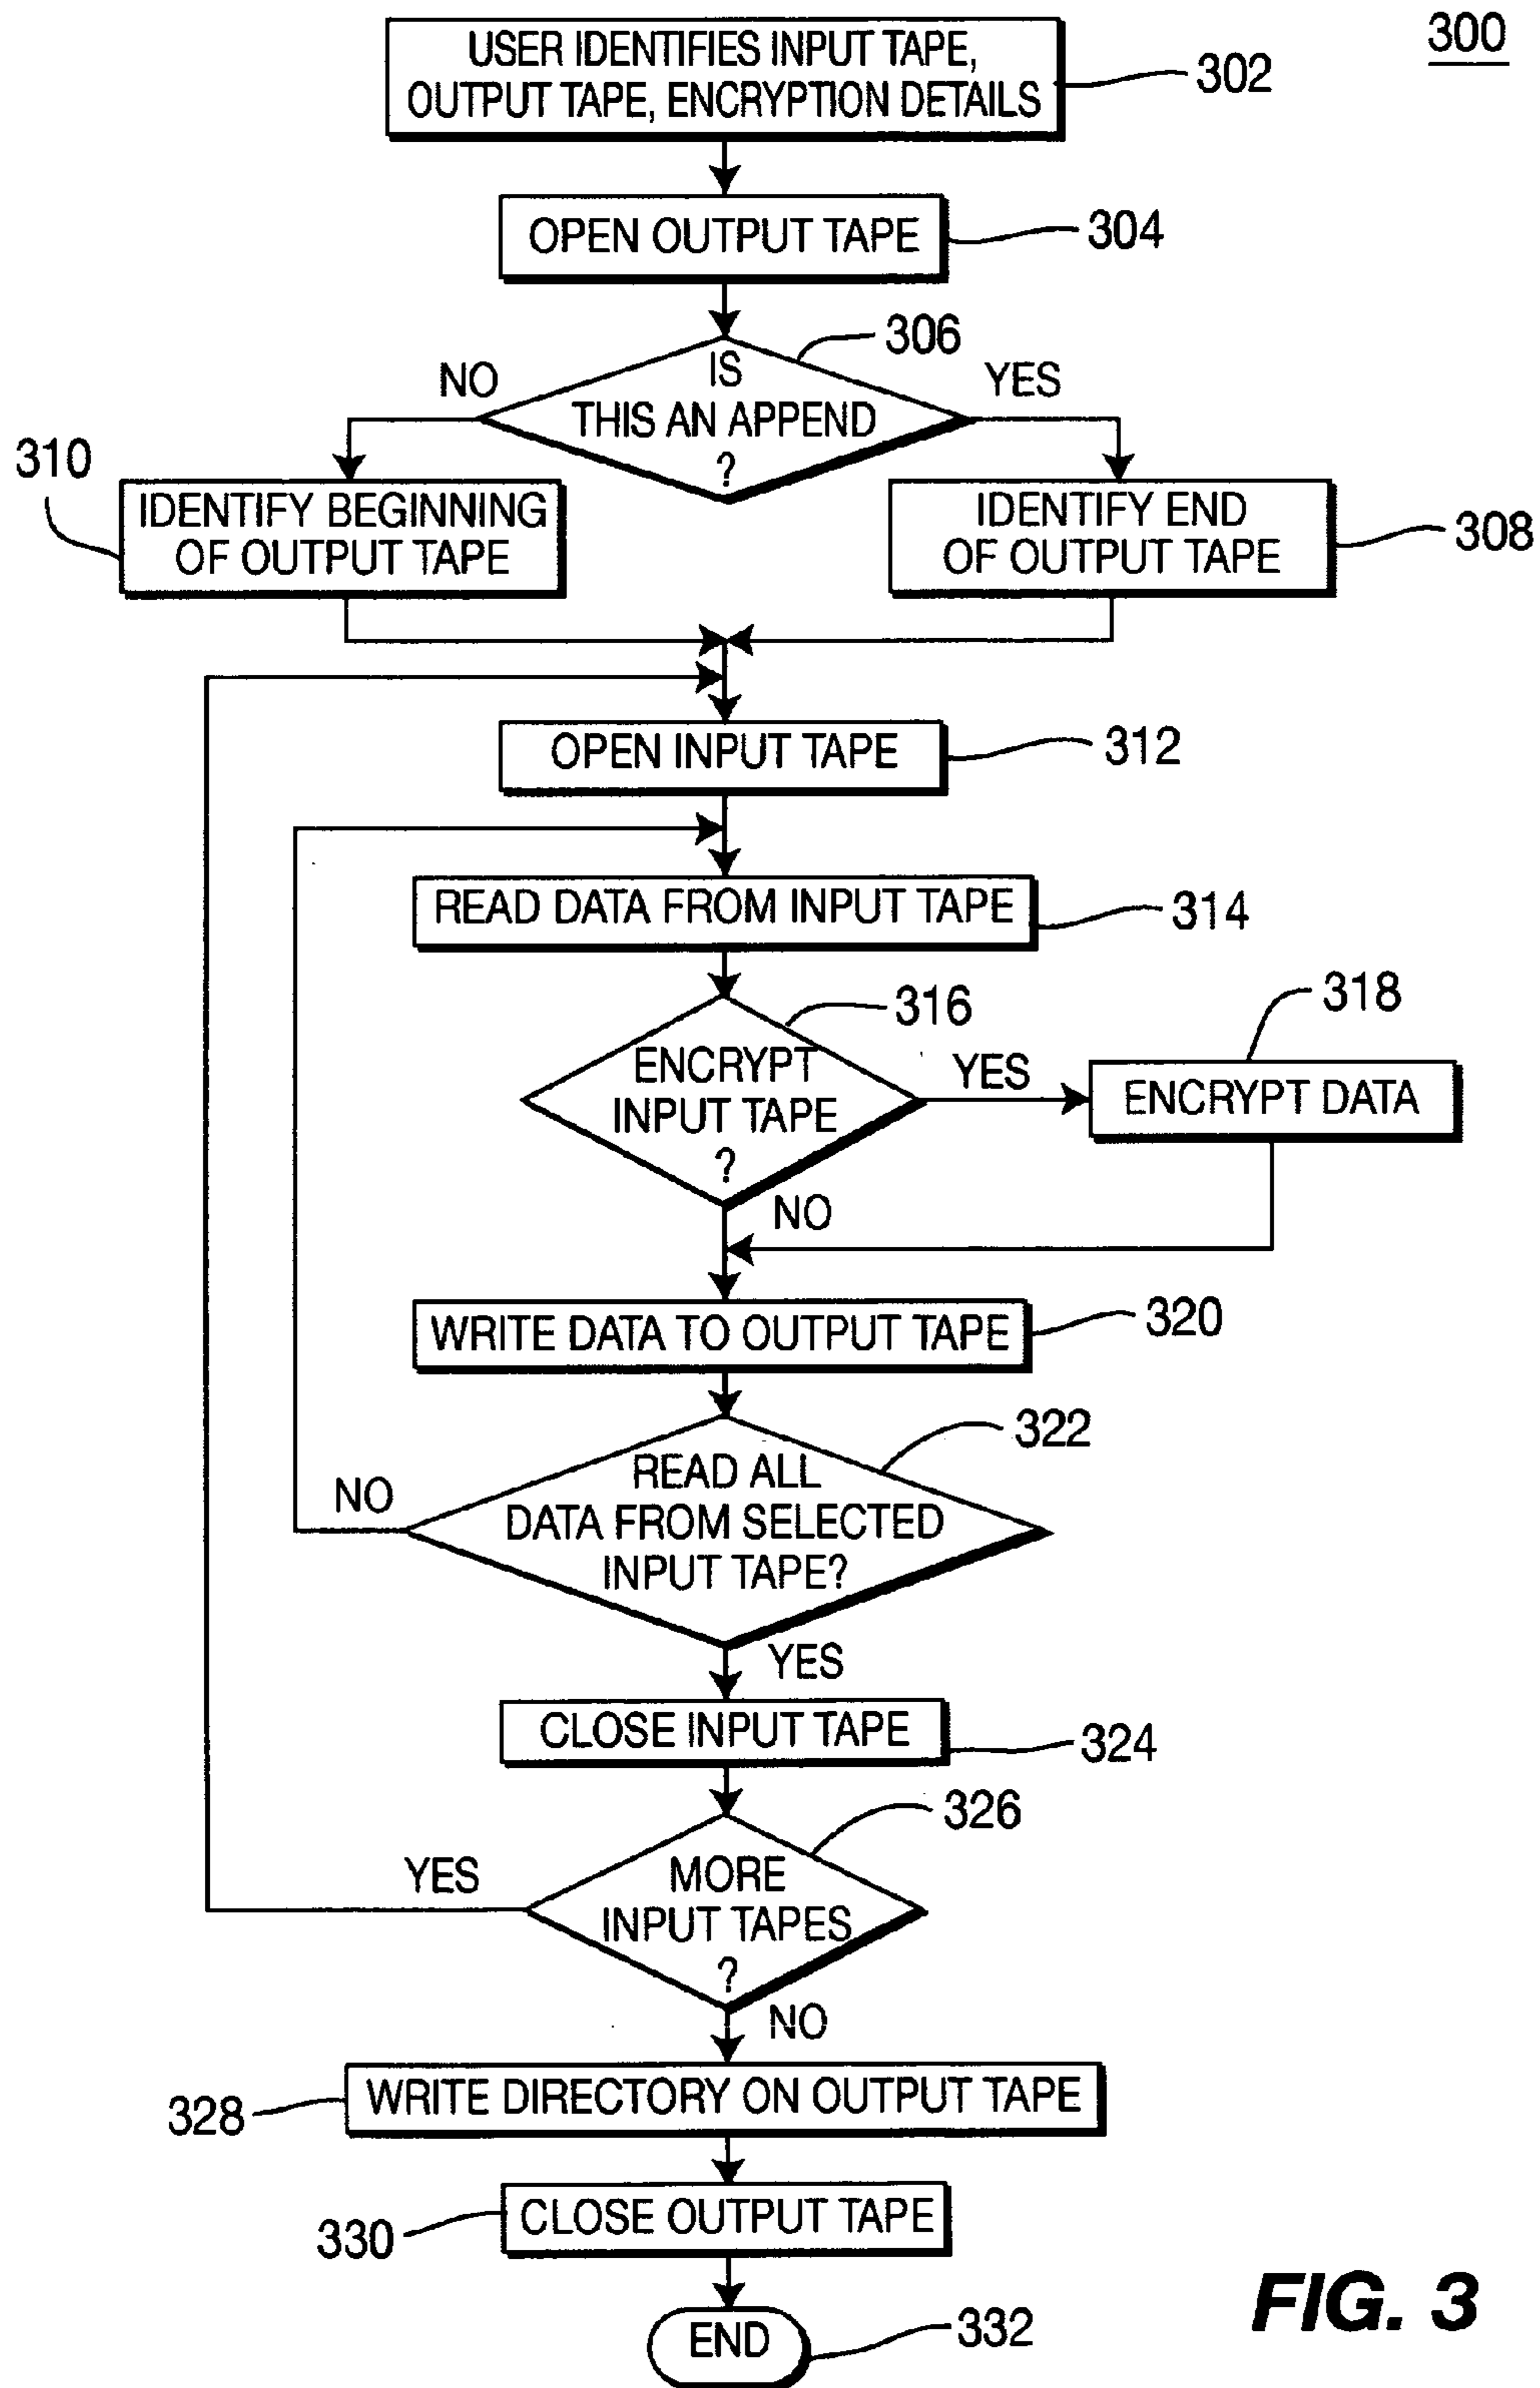 300
USER IDENTIFIES INPUT TAPE,
OUTPUT TAPE, ENCRYPTION DETAILS
302
OPEN OUTPUT TAPE
304
306
IS
THIS AN APPEND
?
NO
YES
310
IDENTIFY BEGINNING
OF OUTPUT TAPE
IDENTIFY END
OF OUTPUT TAPE
308
OPEN INPUT TAPE
312
READ DATA FROM INPUT TAPE
314
316
ENCRYPT
INPUT TAPE
?
YES
318
ENCRYPT DATA
NO
WRITE DATA TO OUTPUT TAPE
320
322
READ ALL
DATA FROM SELECTED
INPUT TAPE?
NO
YES
CLOSE INPUT TAPE
324
326
MORE
INPUT TAPES
?
YES
NO
328
WRITE DIRECTORY ON OUTPUT TAPE
330
CLOSE OUTPUT TAPE
END
332
FIG. 3